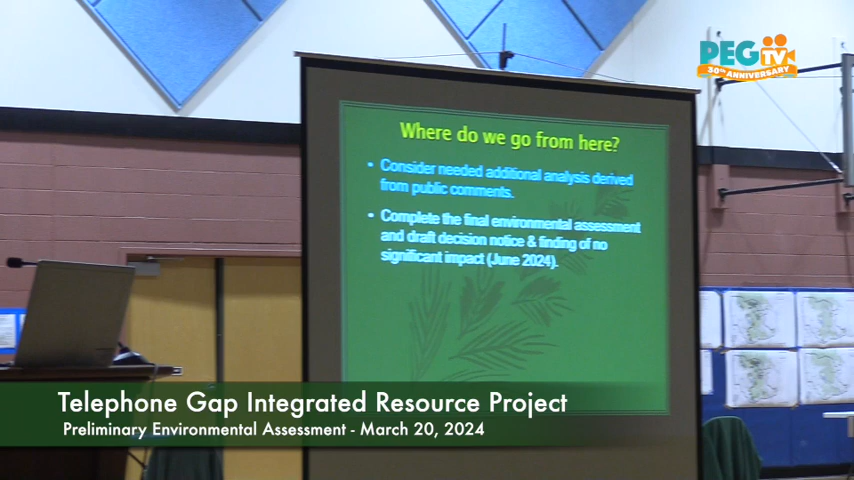 PEGTV
30TH ANNIVERSARY
Where do we go from here?
• Consider needed additional analysis derived
from public comments.
• Complete the final environmental assessment
and draft decision notice & finding of no
significant impact (June 2024).
Telephone Gap Integrated Resource Project
Preliminary Environmental Assessment - March 20, 2024